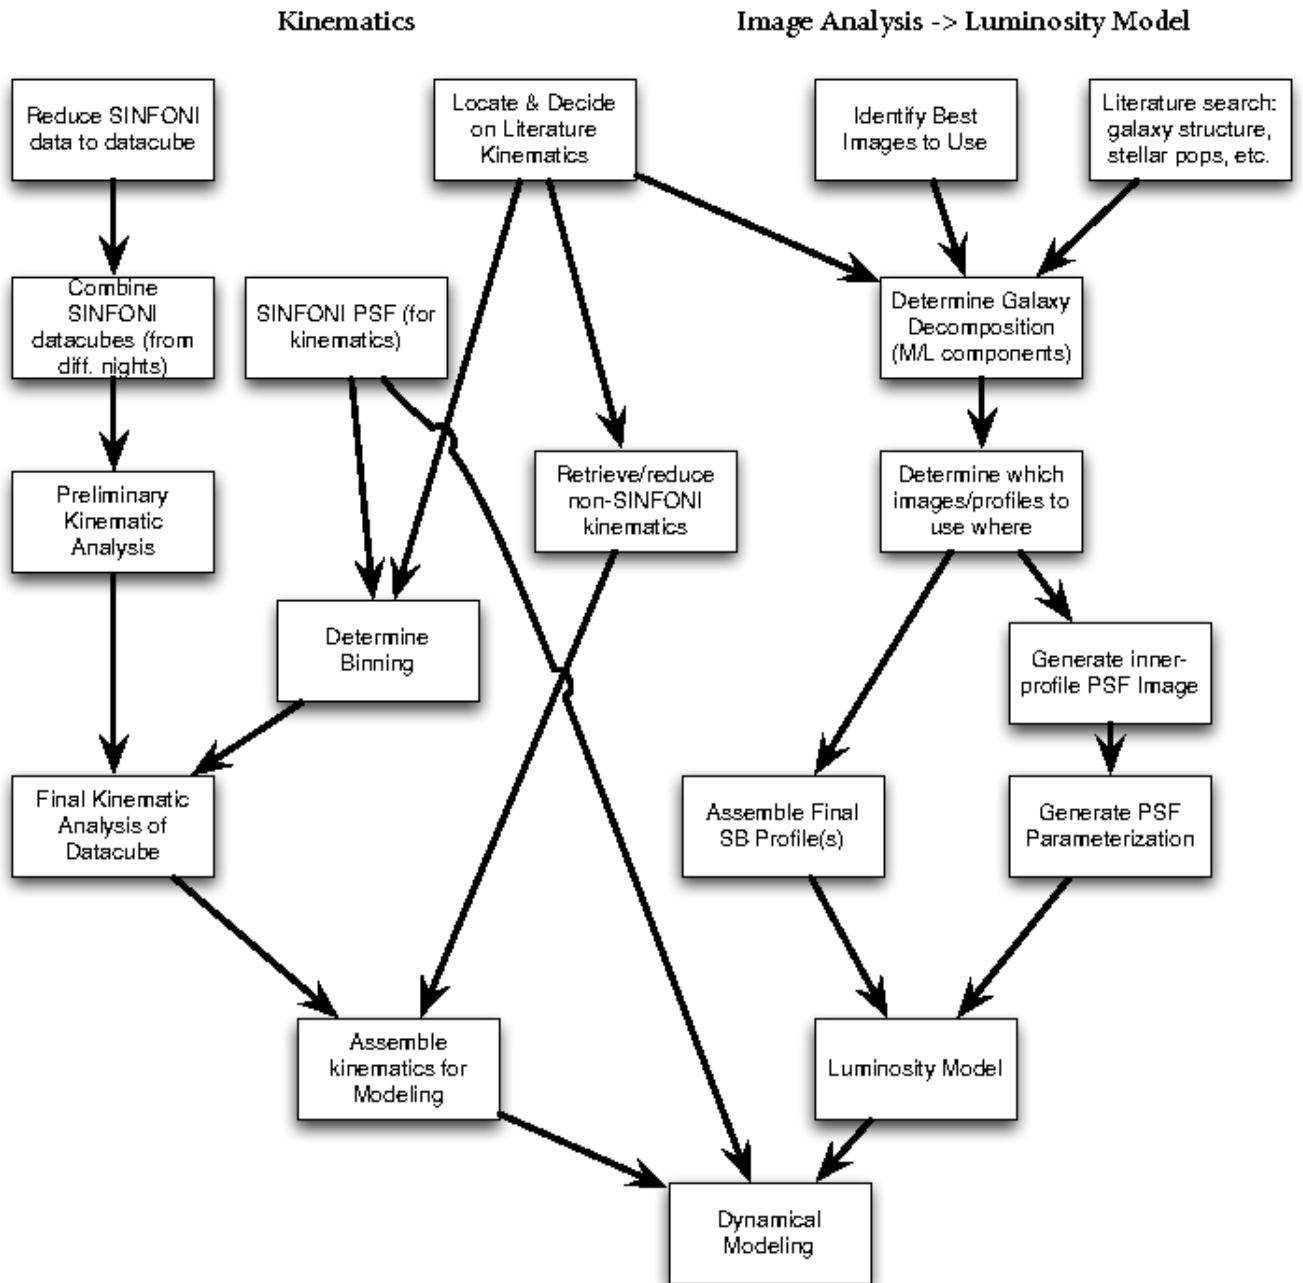 Kinematics
Image Analysis -> Luminosity Model
Reduce SINFONI
data to datacube
Locate & Decide
on Literature
Kinematics
Identify Best
Images to Use
Literature search:
galaxy structure,
stellar pops, etc.
Combine
SINFONI
datacubes (from
diff. nights)
SINFONI PSF (for
kinematics)
Determine Galaxy
Decomposition
(M/L components)
Preliminary
Kinematic
Analysis
Retrieve/reduce
non-SINFONI
kinematics
Determine which
images/profiles to
use where
Determine
Binning
Generate inner-
profile PSF Image
Final Kinematic
Analysis of
Datacube
Assemble Final
SB Profile(s)
Generate PSF
Parameterization
Assemble
kinematics for
Modeling
Luminosity Model
Dynamical
Modeling